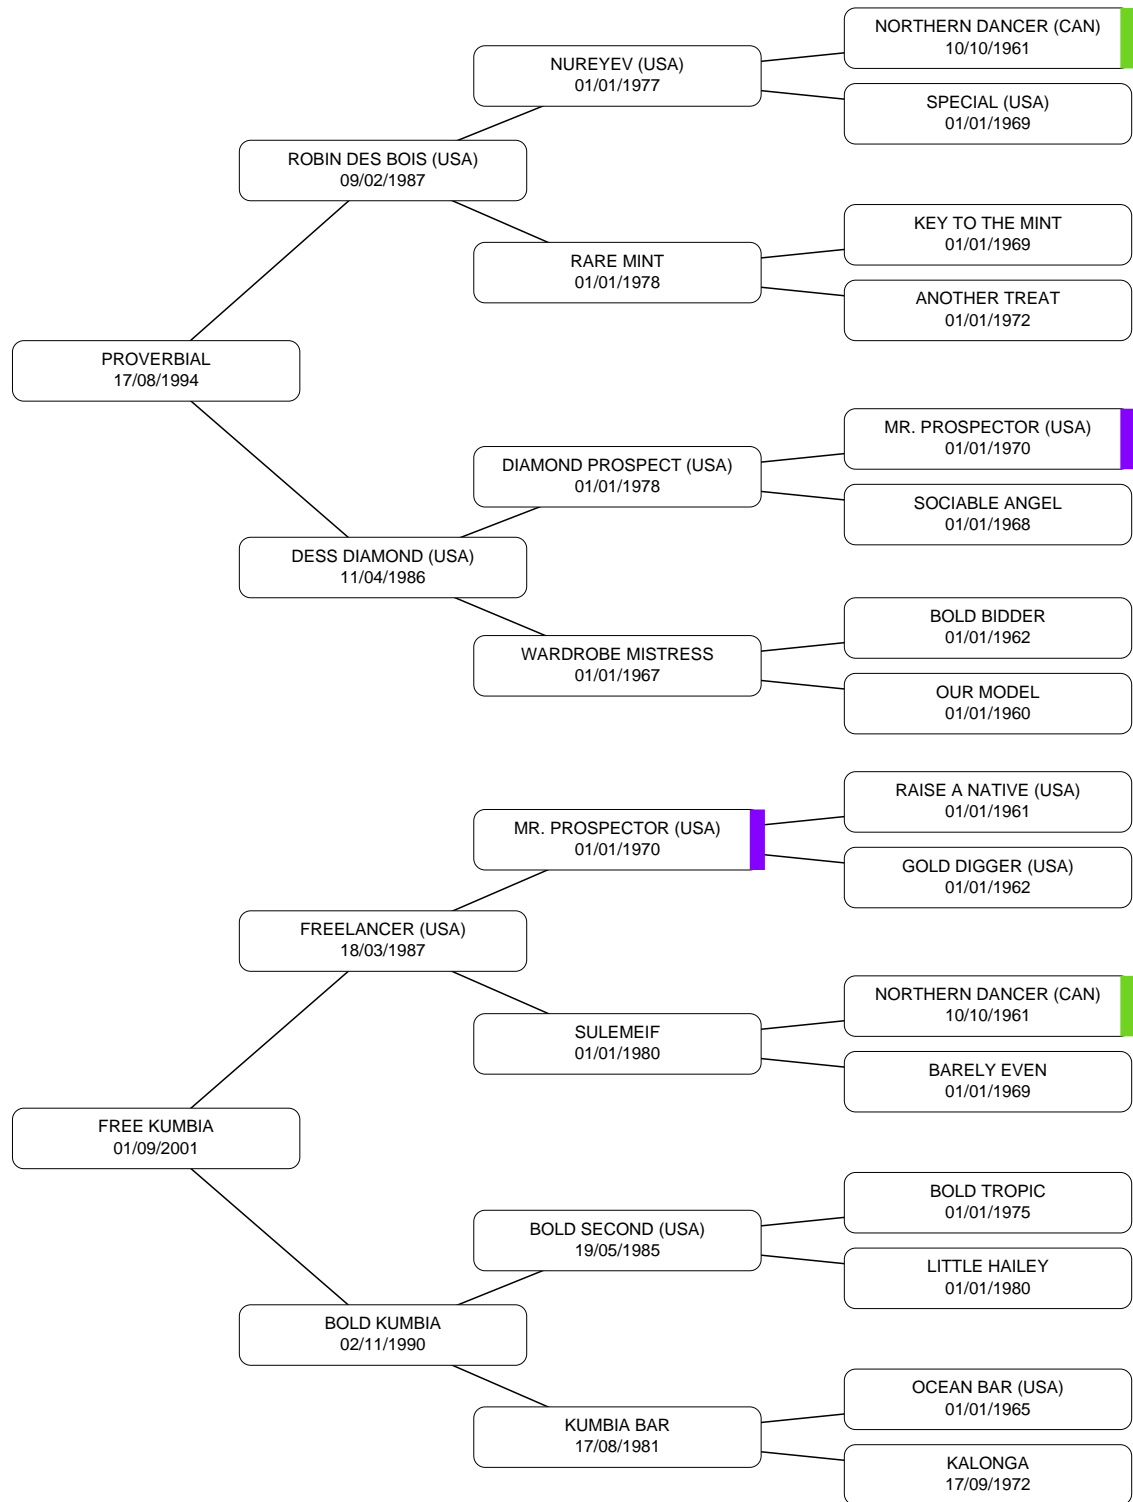 NORTHERN DANCER (CAN)
10/10/1961
NUREYEV (USA)
01/01/1977
SPECIAL (USA)
01/01/1969
ROBIN DES BOIS (USA)
09/02/1987
KEY TO THE MINT
01/01/1969
RARE MINT
01/01/1978
ANOTHER TREAT
01/01/1972
PROVERBIAL
17/08/1994
MR. PROSPECTOR (USA)
01/01/1970
DIAMOND PROSPECT (USA)
01/01/1978
SOCIABLE ANGEL
01/01/1968
DESS DIAMOND (USA)
11/04/1986
BOLD BIDDER
01/01/1962
WARDROBE MISTRESS
01/01/1967
OUR MODEL
01/01/1960
RAISE A NATIVE (USA)
01/01/1961
MR. PROSPECTOR (USA)
01/01/1970
GOLD DIGGER (USA)
01/01/1962
FREELANCER (USA)
18/03/1987
NORTHERN DANCER (CAN)
10/10/1961
SULEMEIF
01/01/1980
BARELY EVEN
01/01/1969
FREE KUMBIA
01/09/2001
BOLD TROPIC
01/01/1975
BOLD SECOND (USA)
19/05/1985
LITTLE HAILEY
01/01/1980
BOLD KUMBIA
02/11/1990
OCEAN BAR (USA)
01/01/1965
KUMBIA BAR
17/08/1981
KALONGA
17/09/1972